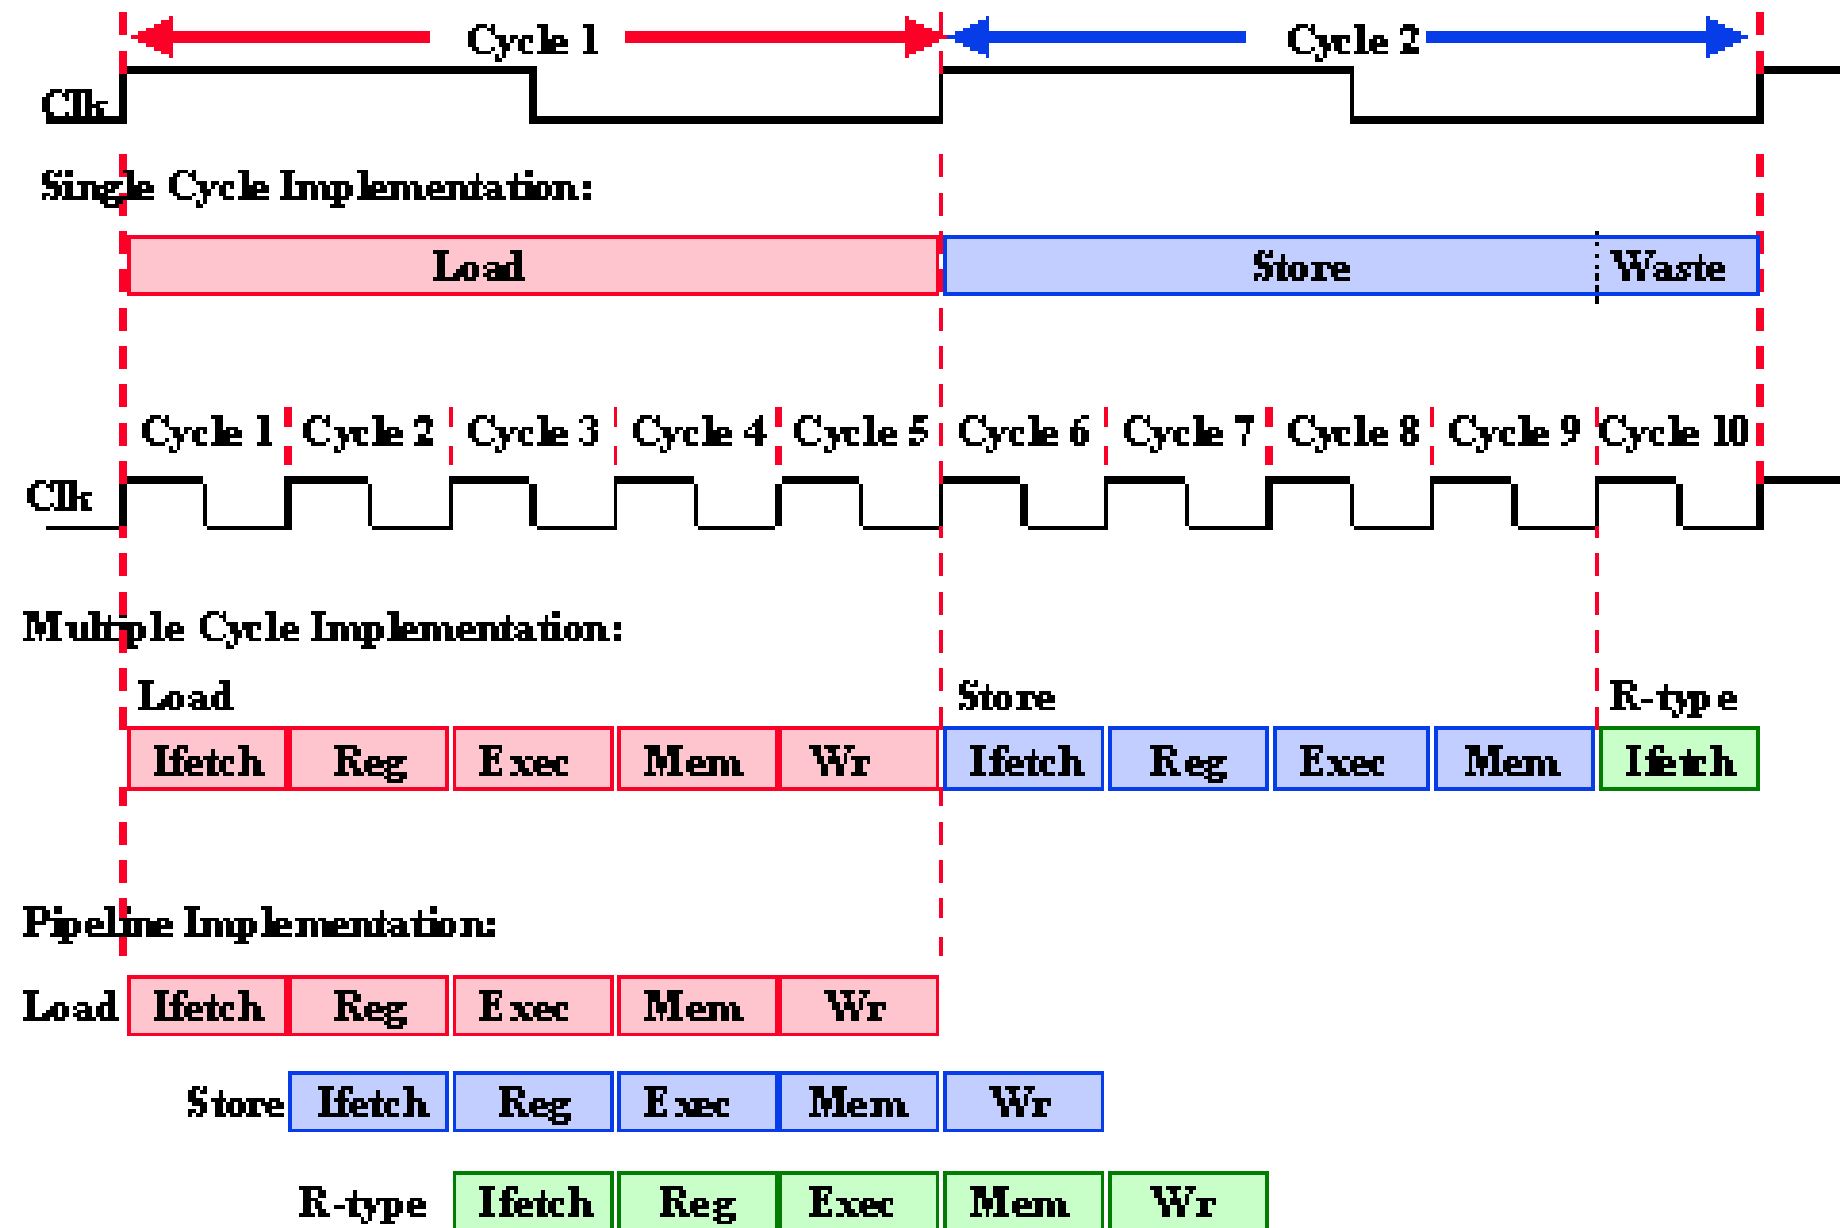 Cycle 1 Cycle 2
Clk
Single Cycle Implementation:
Load Store Waste
Cycle 1 Cycle 2 Cycle 3 Cycle 4 Cycle 5 Cycle 6 Cycle 7 Cycle 8 Cycle 9 Cycle 10
Clk
Multiple Cycle Implementation:
Load Store R-type
Ifetch Reg Exec Mem Wr Ifetch Reg Exec Mem Ifetch
Pipeline Implementation:
Load Ifetch Reg Exec Mem Wr
Store Ifetch Reg Exec Mem Wr
R-type Ifetch Reg Exec Mem Wr